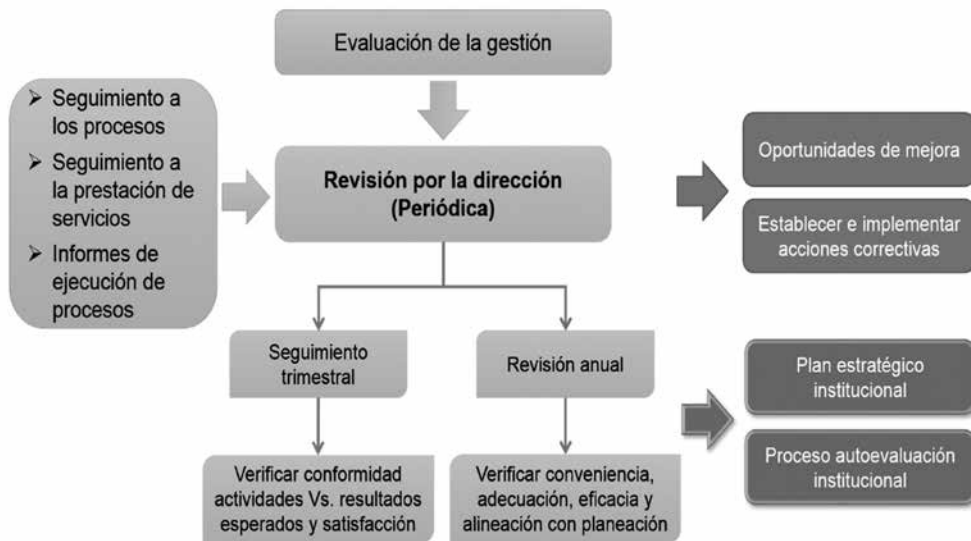 Evaluación de la gestión
➤ Seguimiento a
los procesos
➤ Seguimiento a
la prestación de
servicios
➤ Informes de
ejecución de
procesos
Revisión por la dirección
(Periódica)
Oportunidades de mejora
Establecer e implementar
acciones correctivas
Seguimiento
trimestral
Revisión anual
Plan estratégico
institucional
Proceso autoevaluación
institucional
Verificar conformidad
actividades Vs. resultados
esperados y satisfacción
Verificar conveniencia,
adecuación, eficacia y
alineación con planeación